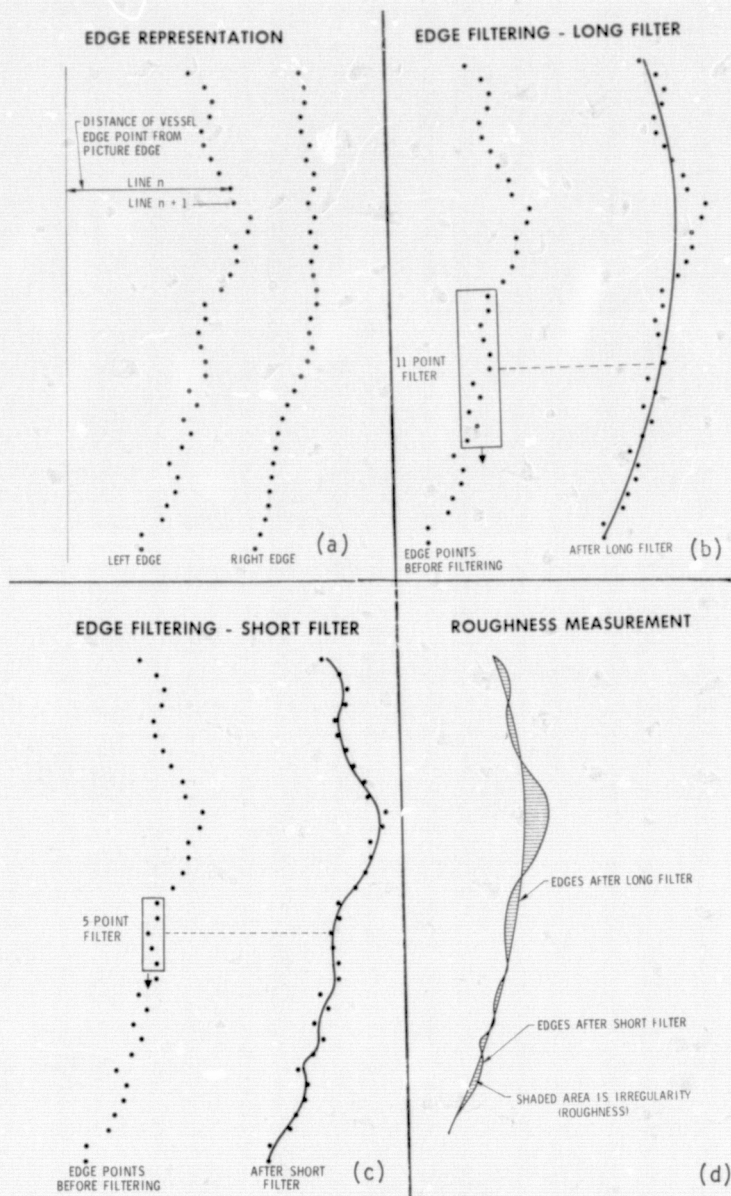 EDGE REPRESENTATION
DISTANCE OF VESSEL
EDGE POINT FROM
PICTURE EDGE
LINE n
LINE n + 1
LEFT EDGE
RIGHT EDGE
(a)
EDGE FILTERING - LONG FILTER
11 POINT
FILTER
EDGE POINTS
BEFORE FILTERING
AFTER LONG FILTER
(b)
EDGE FILTERING - SHORT FILTER
5 POINT
FILTER
EDGE POINTS
BEFORE FILTERING
AFTER SHORT
FILTER
(c)
ROUGHNESS MEASUREMENT
EDGES AFTER LONG FILTER
EDGES AFTER SHORT FILTER
SHADED AREA IS IRREGULARITY
(ROUGHNESS)
(d)